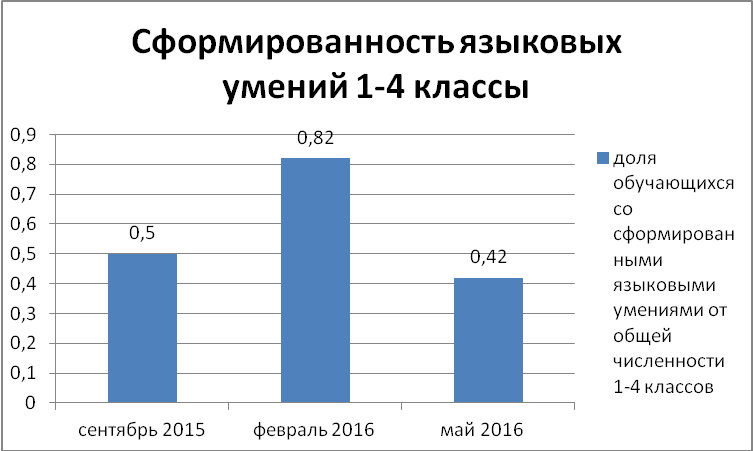 Сформированность языковых
умений 1-4 классы
0,9
0,8
0,7
0,6
0,5
0,4
0,3
0,2
0,1
0
0,5
0,82
0,42
сентябрь 2015
февраль 2016
май 2016
доля
обучающихся
со
сформирован
ными
языковыми
умениями от
общей
численности
1-4 классов